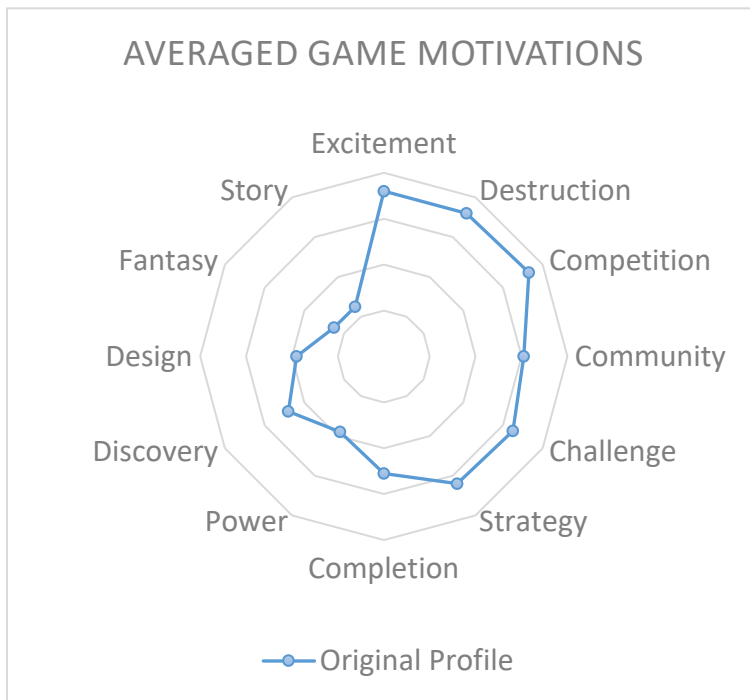 AVERAGED GAME MOTIVATIONS
Excitement
Story
Destruction
Fantasy
Competition
Design
Community
Discovery
Challenge
Power
Strategy
Completion
Original Profile